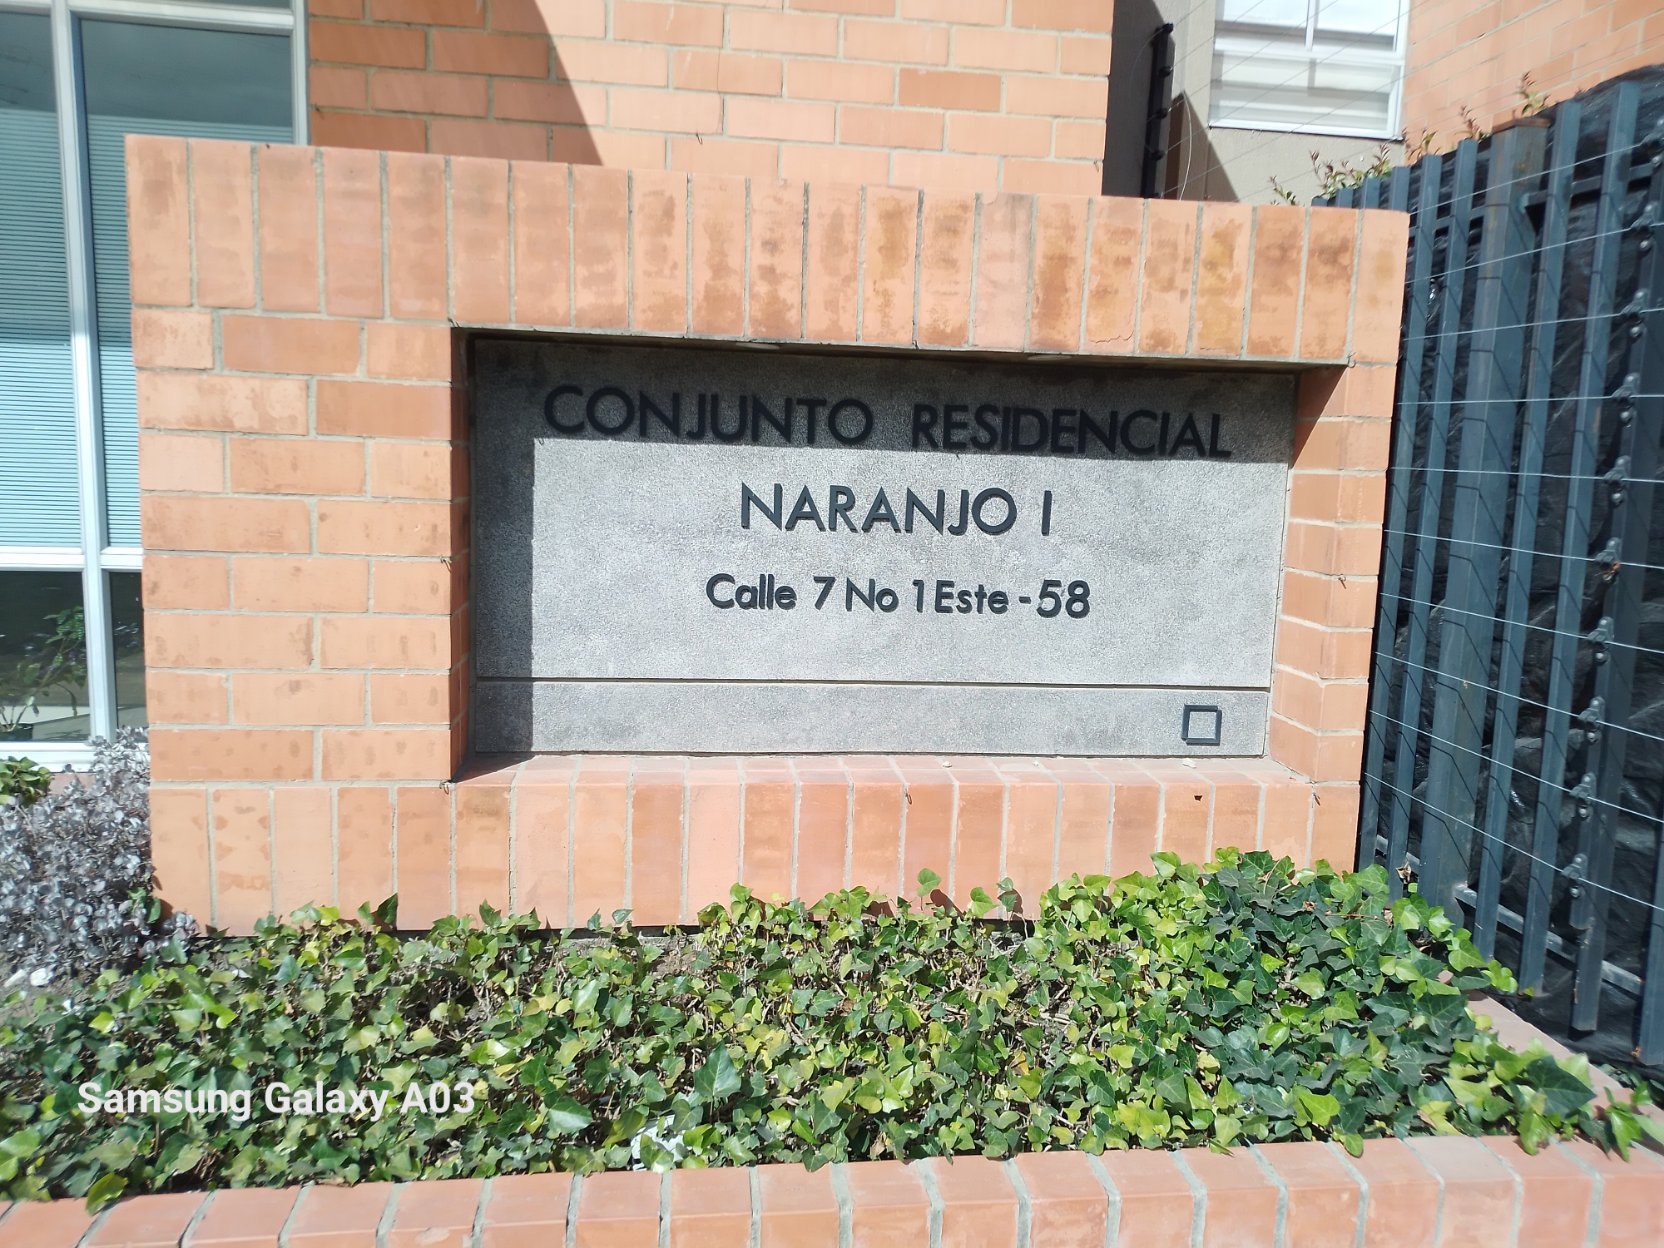 CONJUNTO RESIDENCIAL
NARANJO I
Calle 7 No 1 Este - 58
Samsung Galaxy A03